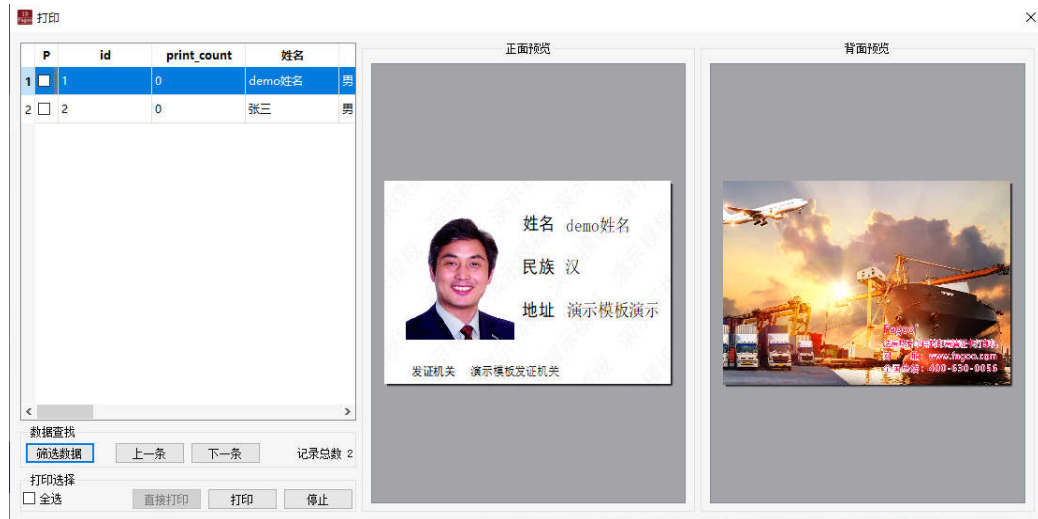 打印
P id print_count 姓名
1 1 0 demo姓名 男
2 2 0 张三 男
数据查找
筛选数据 上一条 下一条 记录总数 2
打印选择
全选 直接打印 打印 停止
正面预览
姓名 demo姓名
民族 汉
地址 演示模板演示
发证机关 演示模板发证机关
背面预览
Fagoo
www.fagoo.com
400-630-0056